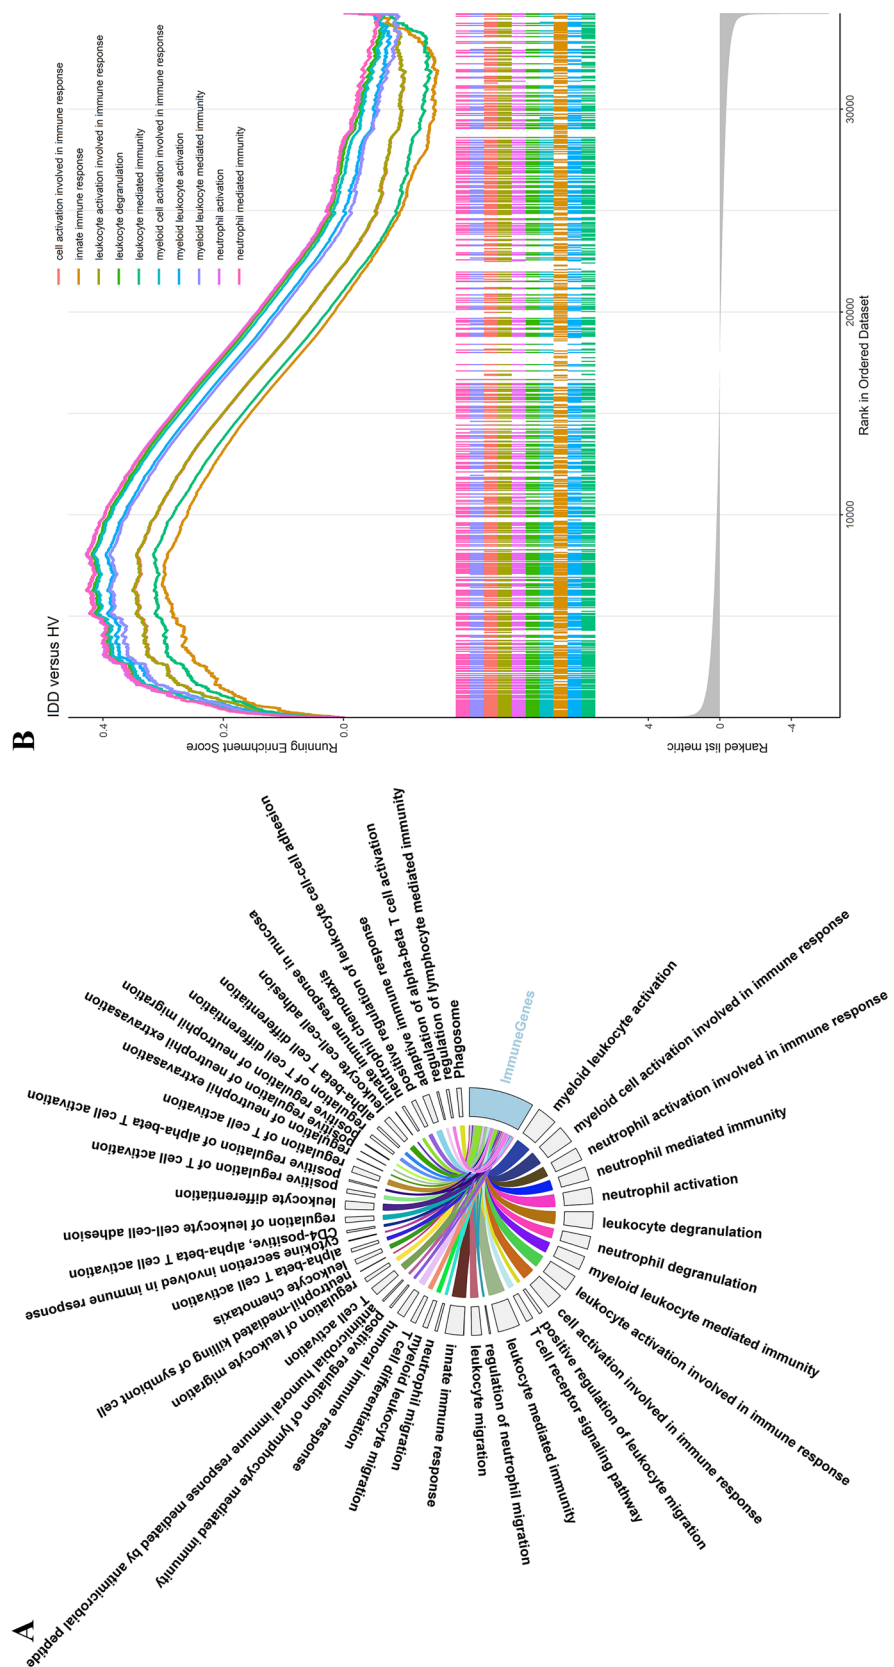 A
ImmuneGenes
myeloid leukocyte activation
myeloid cell activation involved in immune response
neutrophil activation involved in immune response
neutrophil mediated immunity
neutrophil activation
leukocyte degranulation
neutrophil degranulation
myeloid leukocyte mediated immunity
leukocyte activation involved in immune response
cell activation involved in immune response
positive regulation of leukocyte migration
T cell receptor signaling pathway
leukocyte mediated immunity
regulation of neutrophil migration
leukocyte migration
innate immune response
neutrophil migration
myeloid leukocyte migration
T cell differentiation
humoral immune response
positive regulation of lymphocyte mediated immunity
antimicrobial humoral immune response mediated by antimicrobial peptide
T cell activation
regulation of leukocyte migration
neutrophil-mediated killing of symbiont cell
leukocyte chemotaxis
alpha-beta T cell activation
cytokine secretion involved in immune response
CD4-positive, alpha-beta T cell activation
regulation of leukocyte cell-cell adhesion
leukocyte differentiation
regulation of T cell activation
positive regulation of alpha-beta T cell activation
positive regulation of T cell activation
regulation of neutrophil extravasation
positive regulation of neutrophil extravasation
positive regulation of neutrophil migration
regulation of T cell differentiation
alpha-beta T cell differentiation
leukocyte cell-cell adhesion
innate immune response in mucosa
neutrophil chemotaxis
positive regulation of leukocyte cell-cell adhesion
adaptive immune response
regulation of alpha-beta T cell activation
regulation of lymphocyte mediated immunity
Phagosome
B
IDD versus HV
cell activation involved in immune response
innate immune response
leukocyte activation involved in immune response
leukocyte degranulation
leukocyte mediated immunity
myeloid cell activation involved in immune response
myeloid leukocyte activation
myeloid leukocyte mediated immunity
neutrophil activation
neutrophil mediated immunity
Running Enrichment Score
0.4
0.2
0.0
Ranked list metric
4
0
-4
10000
20000
30000
Rank in Ordered Dataset